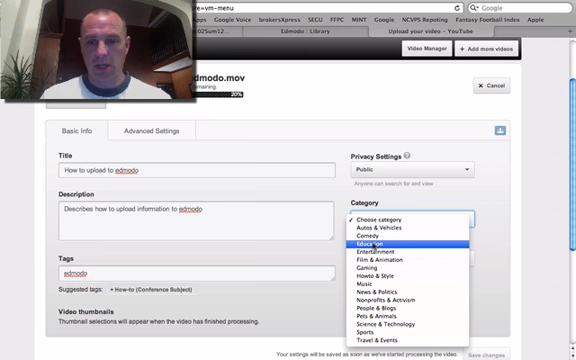 =vm-menu
Google
Apps Google Voice brokersXpress SECU FFPC MINT Google NCVPS Reporting Fantasy Football Index Apple
Edmodo | Library
Upload your video - YouTube
Video Manager
+ Add more videos
dmodo.mov
maining.
20%
× Cancel
Basic Info
Advanced Settings
Title
How to upload to edmodo
Description
Describes how to upload information to edmodo
Tags
edmodo
Suggested tags: + How-to (Conference Subject)
Video thumbnails
Thumbnail selections will appear when the video has finished processing.
Privacy Settings ?
Public
Anyone can search for and view
Category
✓ Choose category
Autos & Vehicles
Comedy
Education
Entertainment
Film & Animation
Gaming
Howto & Style
Music
News & Politics
Nonprofits & Activism
People & Blogs
Pets & Animals
Science & Technology
Sports
Travel & Events
Your settings will be saved as soon as we've started processing the video.
Save changes